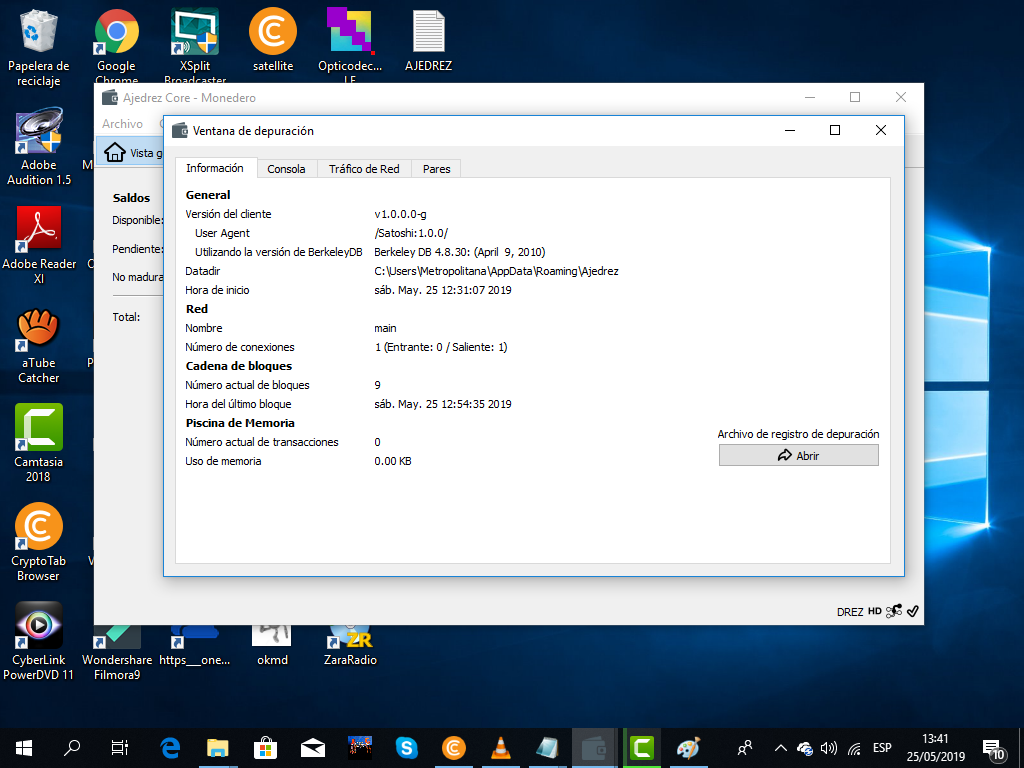 Papelera de
reciclaje
Google
Chrome
XSplit
Broadcaster
satellite
Opticodec...
LE
AJEDREZ
Adobe
Audition 1.5
Adobe Reader
XI
aTube
Catcher
Camtasia
2018
CryptoTab
Browser
CyberLink
PowerDVD 11
Wondershare
Filmora9
https___one...
okmd
ZR
ZaraRadio
Ajedrez Core - Monedero
Archivo
Vista g
Saldos
Disponible:
Pendiente:
No madura
Total:
Ventana de depuración
Información
Consola
Tráfico de Red
Pares
General
Versión del cliente v1.0.0.0-g
User Agent /Satoshi:1.0.0/
Utilizando la versión de BerkeleyDB Berkeley DB 4.8.30: (April 9, 2010)
Datadir C:\Users\Metropolitana\AppData\Roaming\Ajedrez
Hora de inicio sáb. May. 25 12:31:07 2019
Red
Nombre main
Número de conexiones 1 (Entrante: 0 / Saliente: 1)
Cadena de bloques
Número actual de bloques 9
Hora del último bloque sáb. May. 25 12:54:35 2019
Piscina de Memoria
Número actual de transacciones 0
Uso de memoria 0.00 KB
Archivo de registro de depuración
Abrir
DREZ HD
ESP
13:41
25/05/2019
10